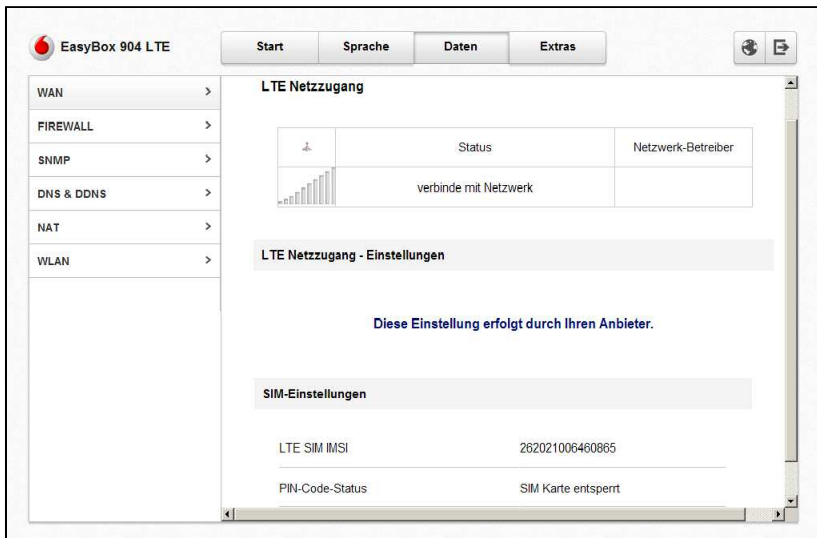 EasyBox 904 LTE
Start
Sprache
Daten
Extras
WAN
FIREWALL
SNMP
DNS & DDNS
NAT
WLAN
LTE Netzzugang
Status
Netzwerk-Betreiber
verbinde mit Netzwerk
LTE Netzzugang - Einstellungen
Diese Einstellung erfolgt durch Ihren Anbieter.
SIM-Einstellungen
LTE SIM IMSI 262021006460865
PIN-Code-Status SIM Karte entsperrt